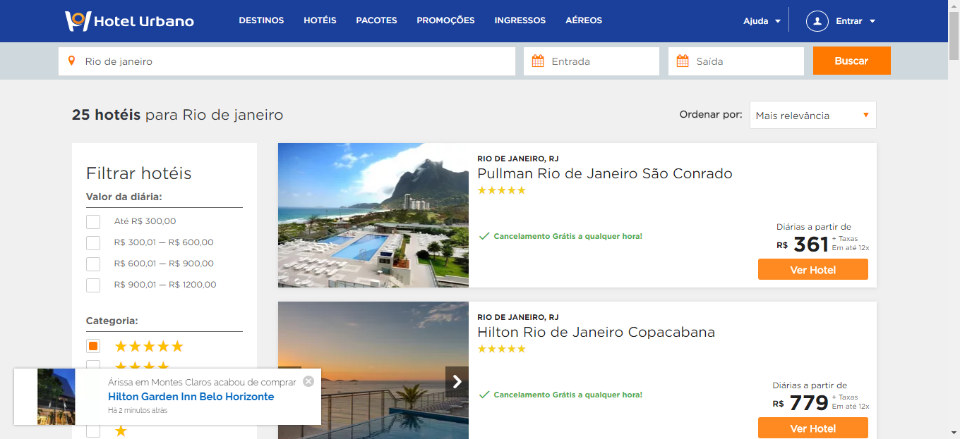 Hotel Urbano
DESTINOS HOTÉIS PACOTES PROMOÇÕES INGRESSOS AÉREOS
Ajuda
Entrar
Rio de janeiro
Entrada
Saída
Buscar
25 hotéis para Rio de janeiro
Ordenar por:
Mais relevância
Filtrar hotéis
Valor da diária:
Até R$ 300,00
R$ 300,01 — R$ 600,00
R$ 600,01 — R$ 900,00
R$ 900,01 — R$ 1200,00
Categoria:
RIO DE JANEIRO, RJ
Pullman Rio de Janeiro São Conrado
Cancelamento Grátis a qualquer hora!
Diárias a partir de
R$ 361 + Taxas
Em até 12x
Ver Hotel
RIO DE JANEIRO, RJ
Hilton Rio de Janeiro Copacabana
Cancelamento Grátis a qualquer hora!
Diárias a partir de
R$ 779 + Taxas
Em até 12x
Ver Hotel
Árissa em Montes Claros acabou de comprar
Hilton Garden Inn Belo Horizonte
Há 2 minutos atrás